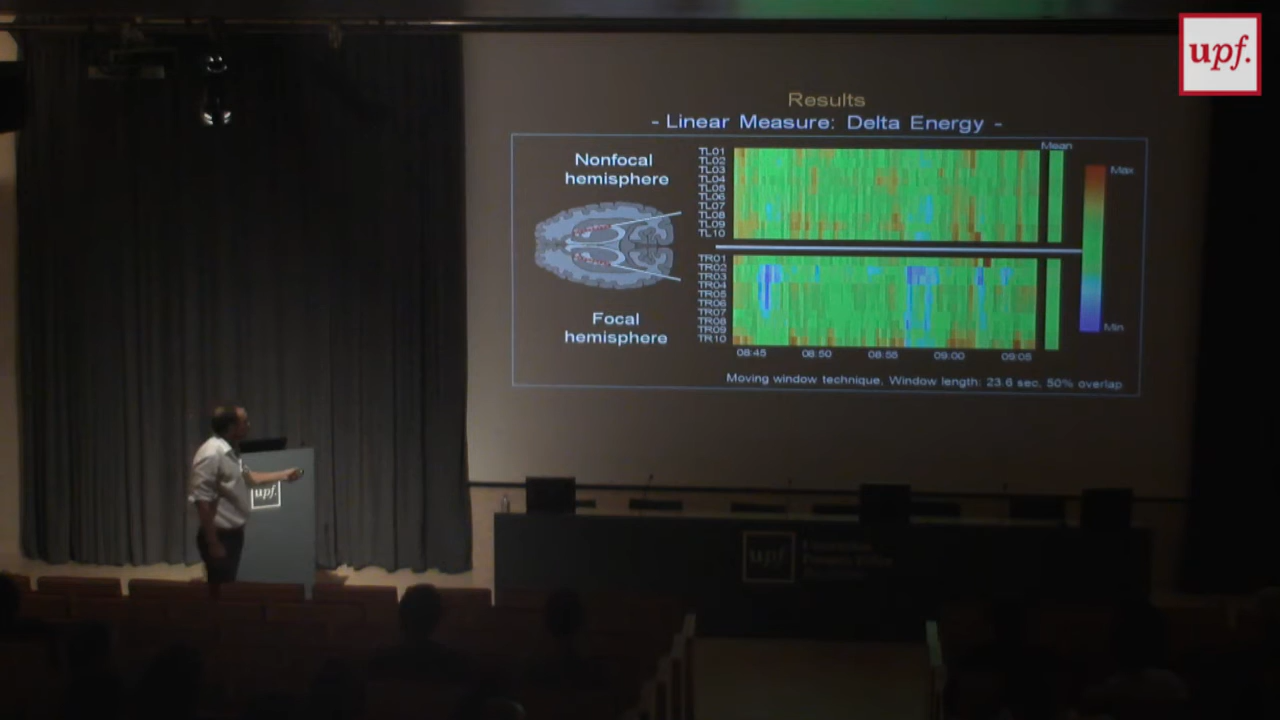 upf.
Results
- Linear Measure: Delta Energy -
Nonfocal
hemisphere
Focal
hemisphere
TL01
TL02
TL03
TL04
TL05
TL06
TL07
TL08
TL09
TL10
TR01
TR02
TR03
TR04
TR05
TR06
TR07
TR08
TR09
TR10
Mean
Max
Min
08:45
08:50
08:55
09:00
09:05
Moving window technique, Window length: 23.6 sec, 50% overlap
upf.
upf.